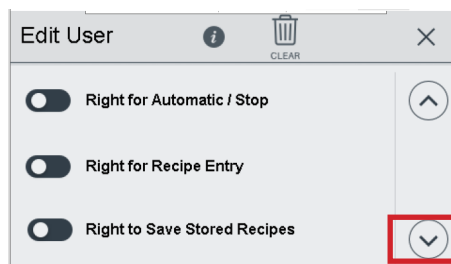 Edit User
CLEAR
Right for Automatic / Stop
Right for Recipe Entry
Right to Save Stored Recipes